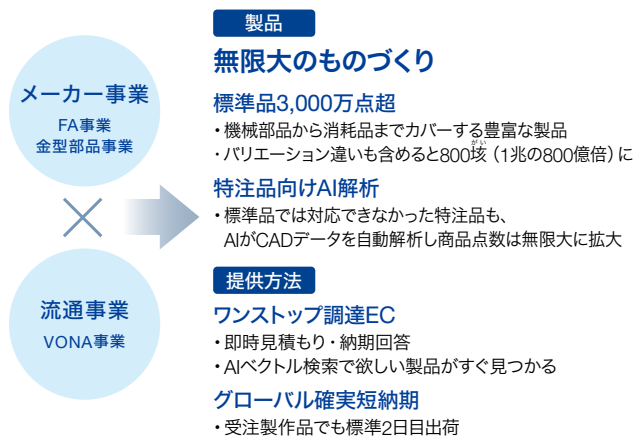 メーカー事業
FA事業
金型部品事業
×
流通事業
VONA事業
製品
無限大のものづくり
標準品3,000万点超
・機械部品から消耗品までカバーする豊富な製品
・バリエーション違いも含めると800垓(がい)(1兆の800億倍)に
特注品向けAI解析
・標準品では対応できなかった特注品も、
AIがCADデータを自動解析し商品点数は無限大に拡大
提供方法
ワンストップ調達EC
・即時見積もり・納期回答
・AIベクトル検索で欲しい製品がすぐ見つかる
グローバル確実短納期
・受注製作品でも標準2日目出荷